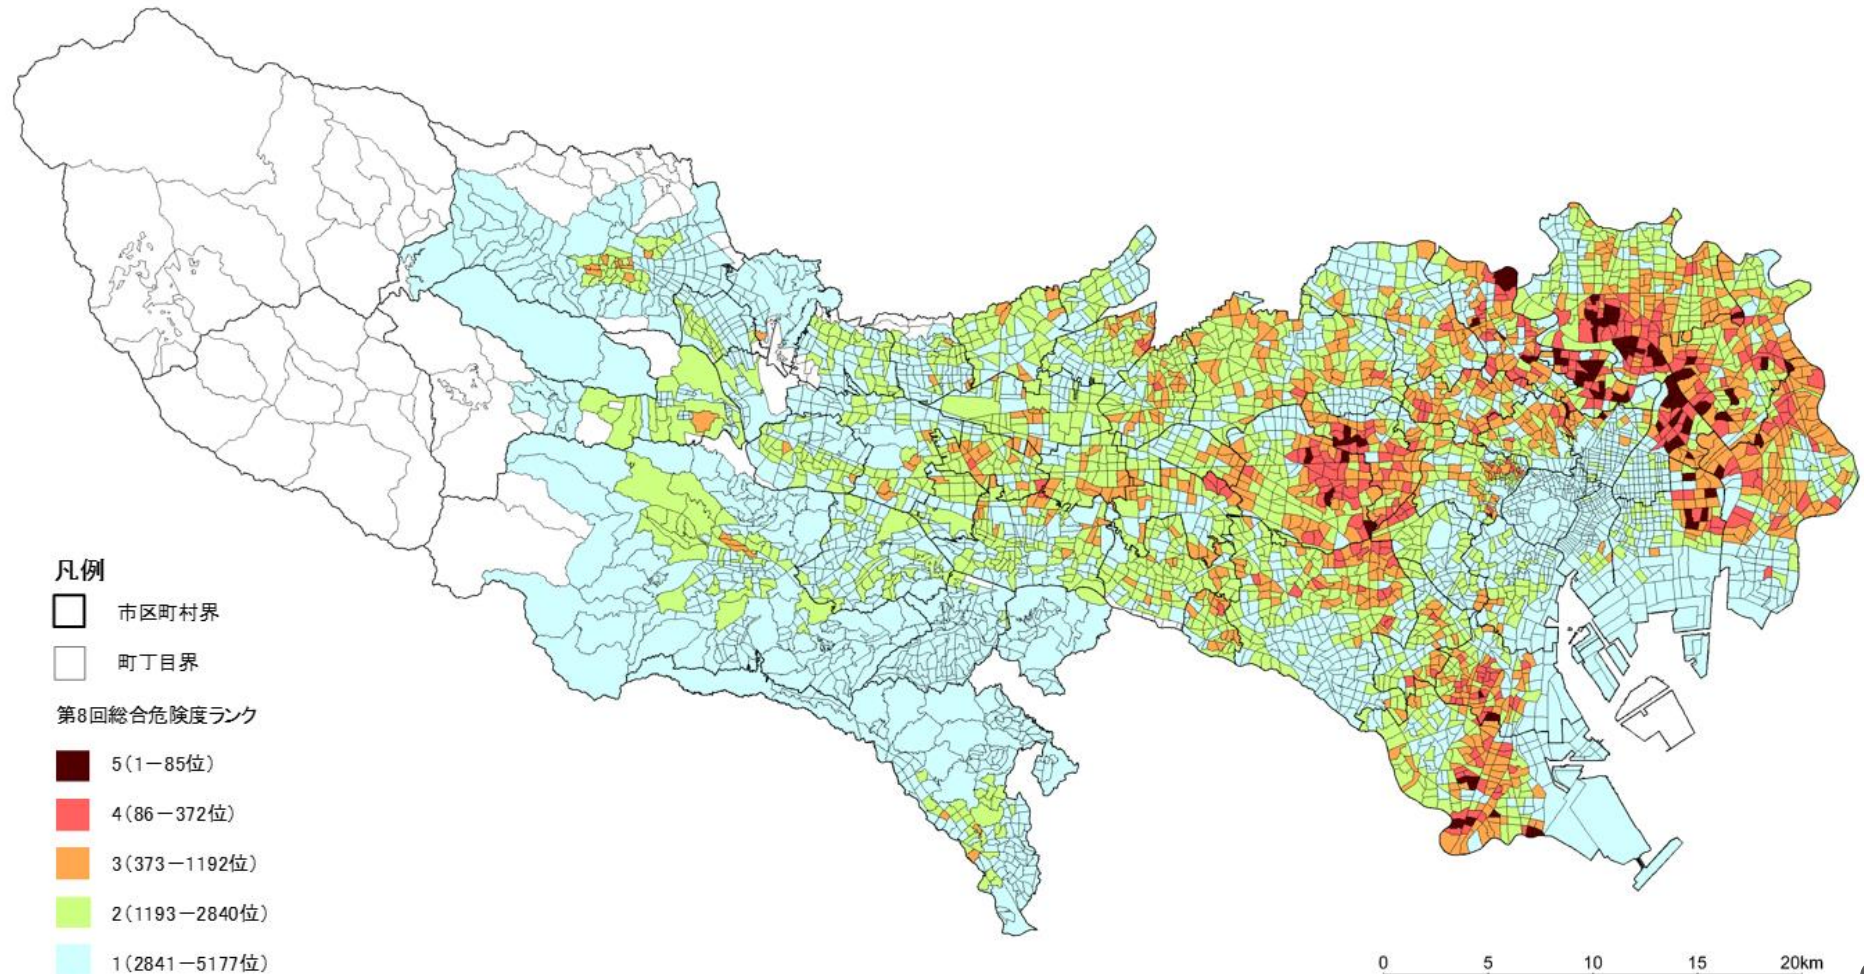 凡例
市区町村界
町丁目界
第8回総合危険度ランク
5(1－85位)
4(86－372位)
3(373－1192位)
2(1193－2840位)
1(2841－5177位)
0 5 10 15 20km